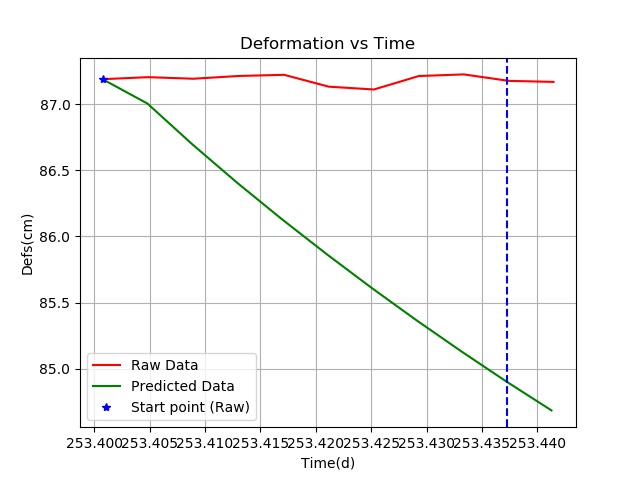 Deformation vs Time
87.0
86.5
86.0
85.5
85.0
Defs(cm)
Raw Data
Predicted Data
Start point (Raw)
253.400 253.405 253.410 253.415 253.420 253.425 253.430 253.435 253.440
Time(d)